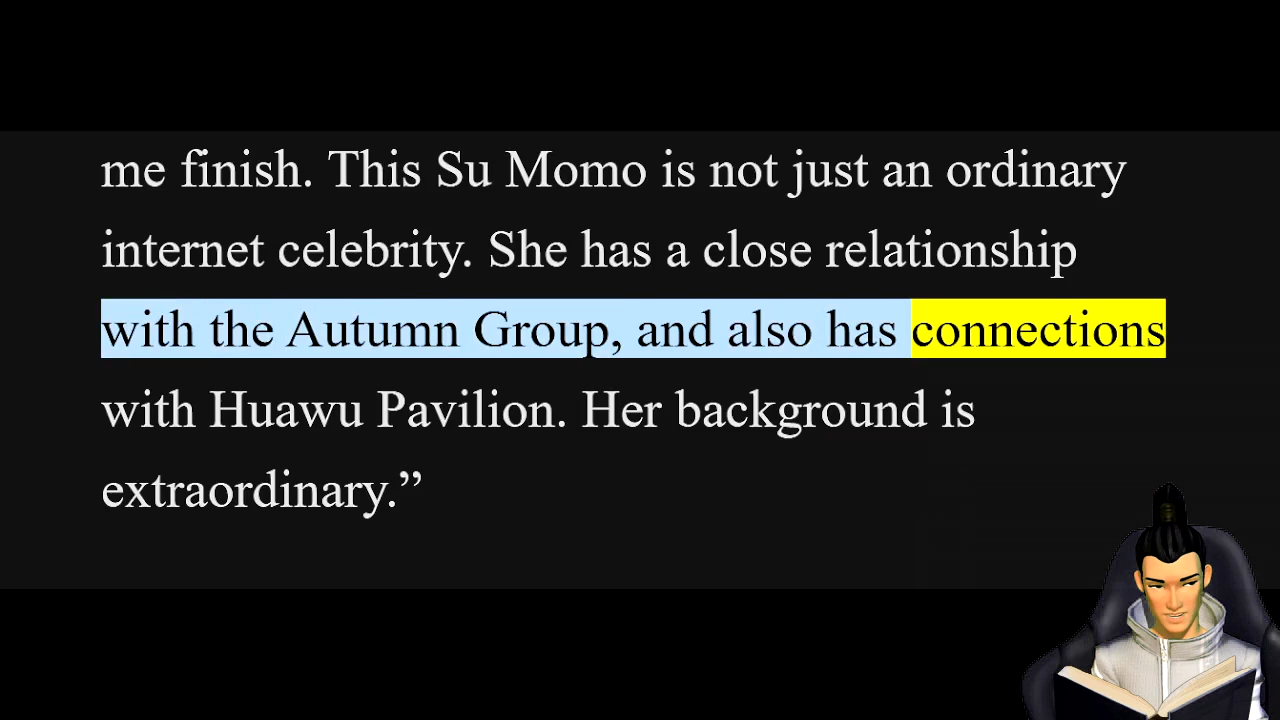 me finish. This Su Momo is not just an ordinary
internet celebrity. She has a close relationship
with the Autumn Group, and also has connections
with Huawu Pavilion. Her background is
extraordinary.”